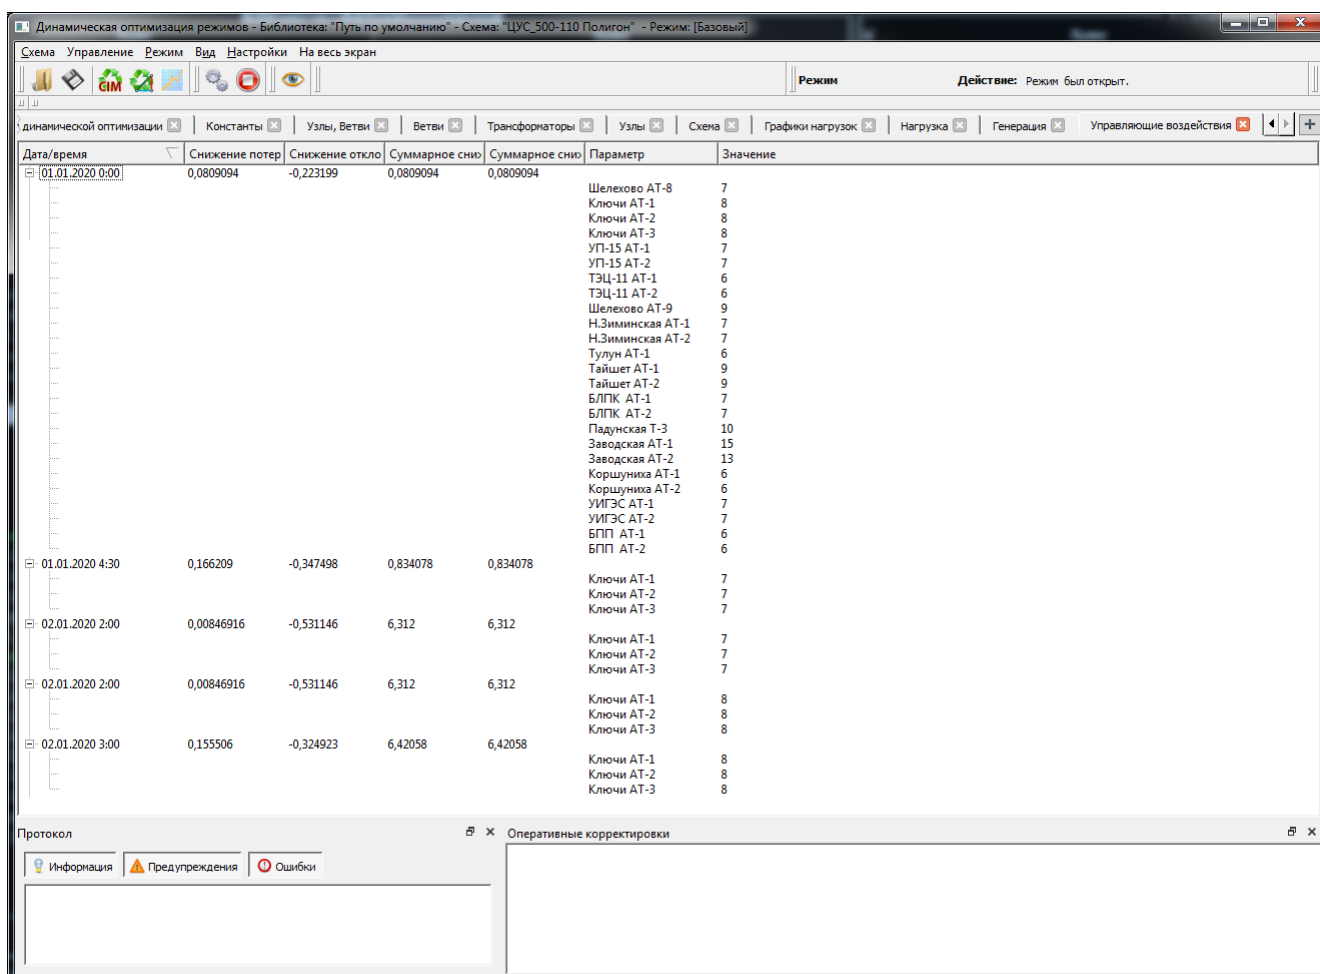 Динамическая оптимизация режимов - Библиотека: "Путь по умолчанию" - Схема: "ЦУС_500-110 Полигон" - Режим: [Базовый]
Схема Управление Режим Вид Настройки На весь экран
CIM Режим Действие: Режим был открыт.
динамической оптимизации Константы Узлы, Ветви Ветви Трансформаторы Узлы Схема Графики нагрузок Нагрузка Генерация Управляющие воздействия
Дата/время Снижение потер Снижение откло Суммарное сни Суммарное сни Параметр Значение
01.01.2020 0:00 0,0809094 -0,223199 0,0809094 0,0809094
Шелехово АТ-8 7
Ключи АТ-1 8
Ключи АТ-2 8
Ключи АТ-3 8
УП-15 АТ-1 7
УП-15 АТ-2 7
ТЭЦ-11 АТ-1 6
ТЭЦ-11 АТ-2 6
Шелехово АТ-9 9
Н.Зиминская АТ-1 7
Н.Зиминская АТ-2 7
Тулун АТ-1 6
Тайшет АТ-1 9
Тайшет АТ-2 9
БЛПК АТ-1 7
БЛПК АТ-2 7
Падунская Т-3 10
Заводская АТ-1 15
Заводская АТ-2 13
Коршуниха АТ-1 6
Коршуниха АТ-2 6
УИГЭС АТ-1 7
УИГЭС АТ-2 7
БПП АТ-1 6
БПП АТ-2 6
01.01.2020 4:30 0,166209 -0,347498 0,834078 0,834078
Ключи АТ-1 7
Ключи АТ-2 7
Ключи АТ-3 7
02.01.2020 2:00 0,00846916 -0,531146 6,312 6,312
Ключи АТ-1 7
Ключи АТ-2 7
Ключи АТ-3 7
02.01.2020 2:00 0,00846916 -0,531146 6,312 6,312
Ключи АТ-1 8
Ключи АТ-2 8
Ключи АТ-3 8
02.01.2020 3:00 0,155506 -0,324923 6,42058 6,42058
Ключи АТ-1 8
Ключи АТ-2 8
Ключи АТ-3 8
Протокол Оперативные корректировки
Информация Предупреждения Ошибки